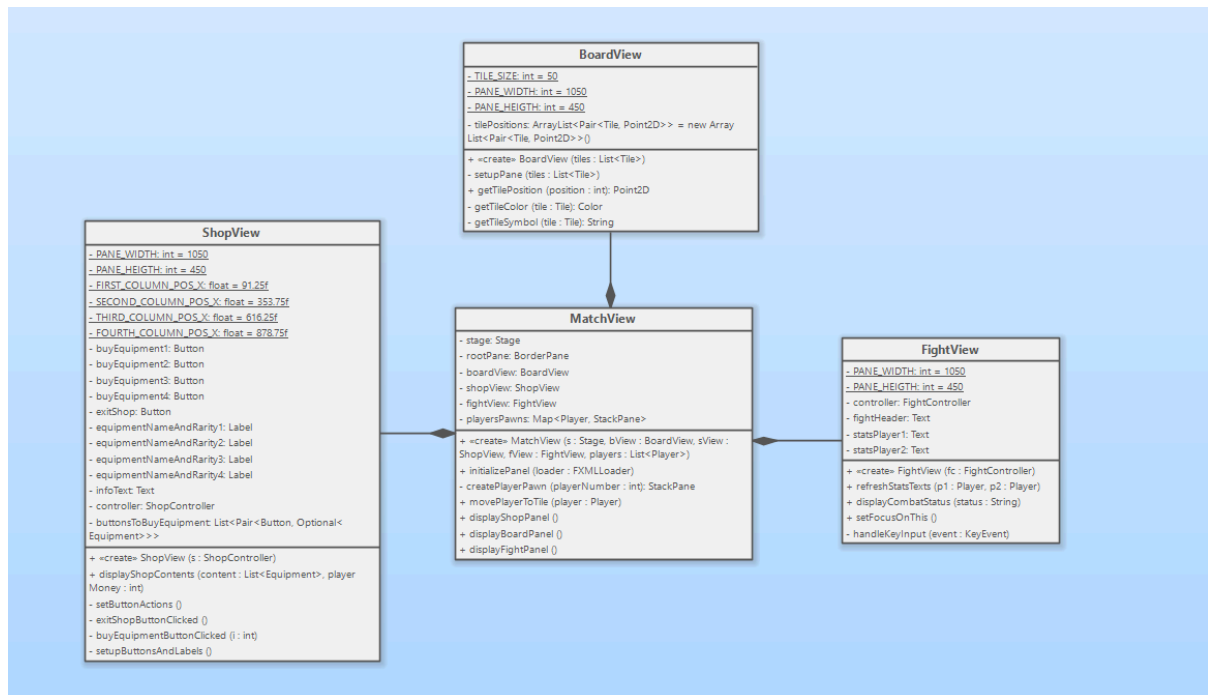 BoardView
- TILE_SIZE: int = 50
- PANE_WIDTH: int = 1050
- PANE_HEIGTH: int = 450
- tilePositions: ArrayList<Pair<Tile, Point2D>> = new Array
List<Pair<Tile, Point2D>>()
+ «create» BoardView (tiles : List<Tile>)
- setupPane (tiles : List<Tile>)
+ getTilePosition (position : int): Point2D
- getTileColor (tile : Tile): Color
- getTileSymbol (tile : Tile): String
ShopView
- PANE_WIDTH: int = 1050
- PANE_HEIGTH: int = 450
- FIRST_COLUMN_POS_X: float = 91.25f
- SECOND_COLUMN_POS_X: float = 353.75f
- THIRD_COLUMN_POS_X: float = 616.25f
- FOURTH_COLUMN_POS_X: float = 878.75f
- buyEquipment1: Button
- buyEquipment2: Button
- buyEquipment3: Button
- buyEquipment4: Button
- exitShop: Button
- equipmentNameAndRarity1: Label
- equipmentNameAndRarity2: Label
- equipmentNameAndRarity3: Label
- equipmentNameAndRarity4: Label
- infoText: Text
- controller: ShopController
- buttonsToBuyEquipment: List<Pair<Button, Optional<
Equipment>>>
+ «create» ShopView (s : ShopController)
+ displayShopContents (content : List<Equipment>, player
Money : int)
- setButtonActions ()
- exitShopButtonClicked ()
- buyEquipmentButtonClicked (i : int)
- setupButtonsAndLabels ()
MatchView
- stage: Stage
- rootPane: BorderPane
- boardView: BoardView
- shopView: ShopView
- fightView: FightView
- playersPawns: Map<Player, StackPane>
+ «create» MatchView (s : Stage, bView : BoardView, sView :
ShopView, fView : FightView, players : List<Player>)
+ initializePanel (loader : FXMLLoader)
- createPlayerPawn (playerNumber : int): StackPane
+ movePlayerToTile (player : Player)
+ displayShopPanel ()
+ displayBoardPanel ()
+ displayFightPanel ()
FightView
- PANE_WIDTH: int = 1050
- PANE_HEIGTH: int = 450
- controller: FightController
- fightHeader: Text
- statsPlayer1: Text
- statsPlayer2: Text
+ «create» FightView (fc : FightController)
+ refreshStatsTexts (p1 : Player, p2 : Player)
+ displayCombatStatus (status : String)
+ setFocusOnThis ()
- handleKeyInput (event : KeyEvent)